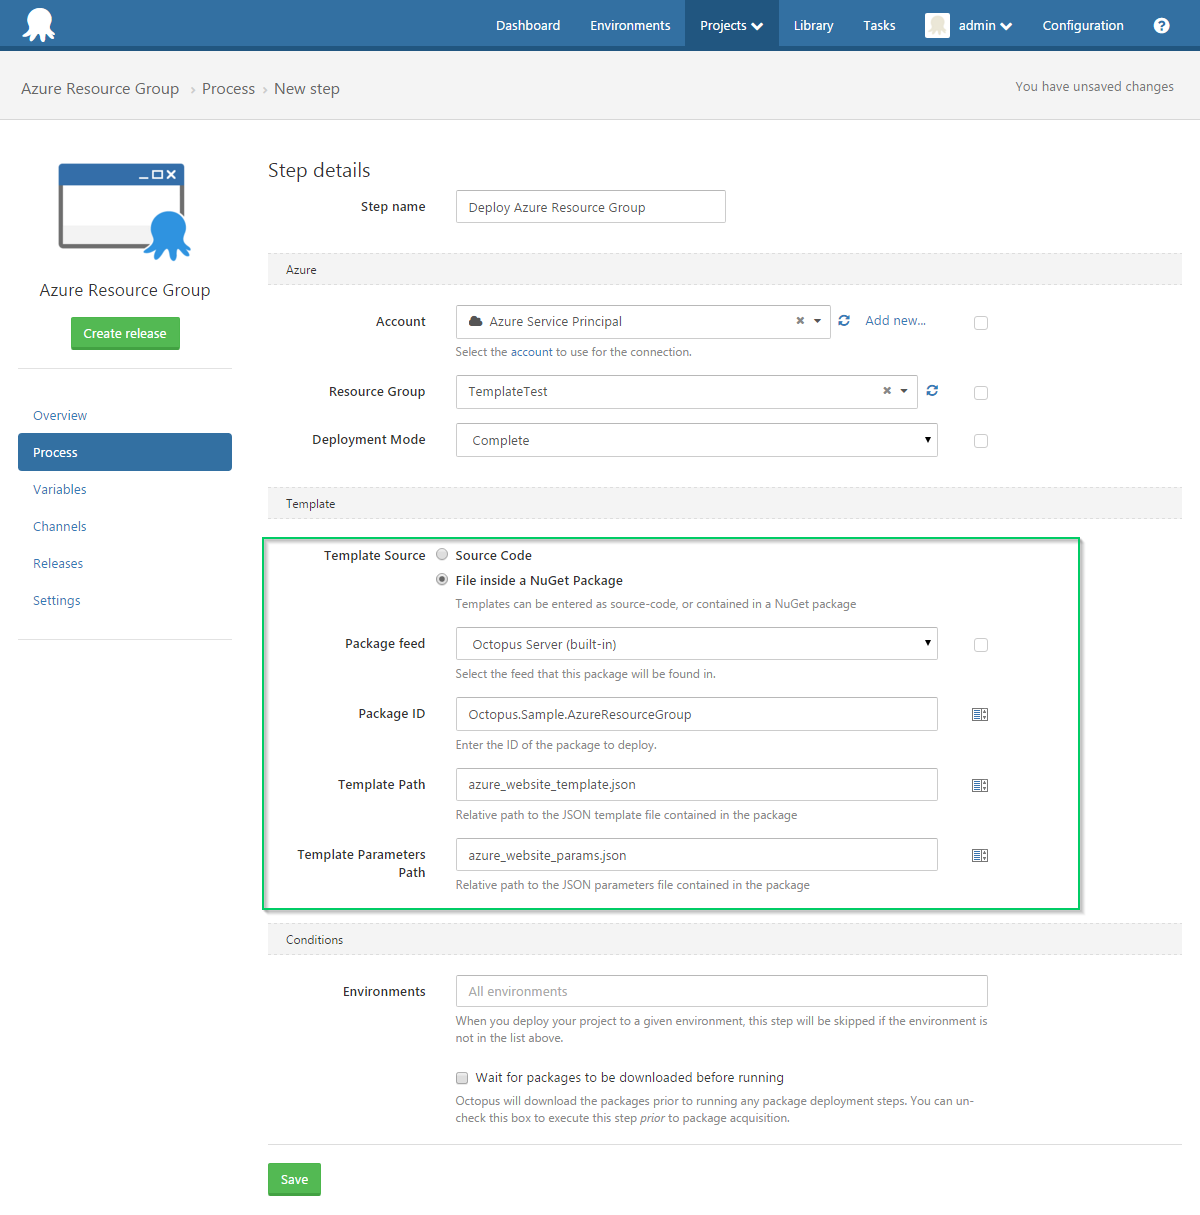 Dashboard Environments Projects Library Tasks admin Configuration ?
Azure Resource Group › Process › New step
You have unsaved changes
Azure Resource Group
Create release
Overview
Process
Variables
Channels
Releases
Settings
Step details
Step name Deploy Azure Resource Group
Azure
Account Azure Service Principal Add new...
Select the account to use for the connection.
Resource Group TemplateTest
Deployment Mode Complete
Template
Template Source Source Code
File inside a NuGet Package
Templates can be entered as source-code, or contained in a NuGet package
Package feed Octopus Server (built-in)
Select the feed that this package will be found in.
Package ID Octopus.Sample.AzureResourceGroup
Enter the ID of the package to deploy.
Template Path azure_website_template.json
Relative path to the JSON template file contained in the package
Template Parameters
Path
azure_website_params.json
Relative path to the JSON parameters file contained in the package
Conditions
Environments All environments
When you deploy your project to a given environment, this step will be skipped if the environment is
not in the list above.
Wait for packages to be downloaded before running
Octopus will download the packages prior to running any package deployment steps. You can un-
check this box to execute this step prior to package acquisition.
Save